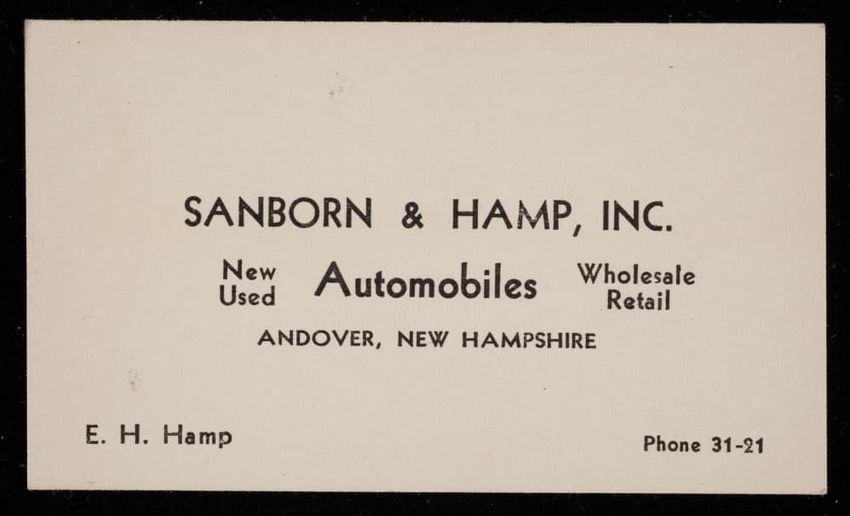 SANBORN & HAMP, INC.
New Used Automobiles Wholesale Retail
ANDOVER, NEW HAMPSHIRE
E. H. Hamp
Phone 31-21